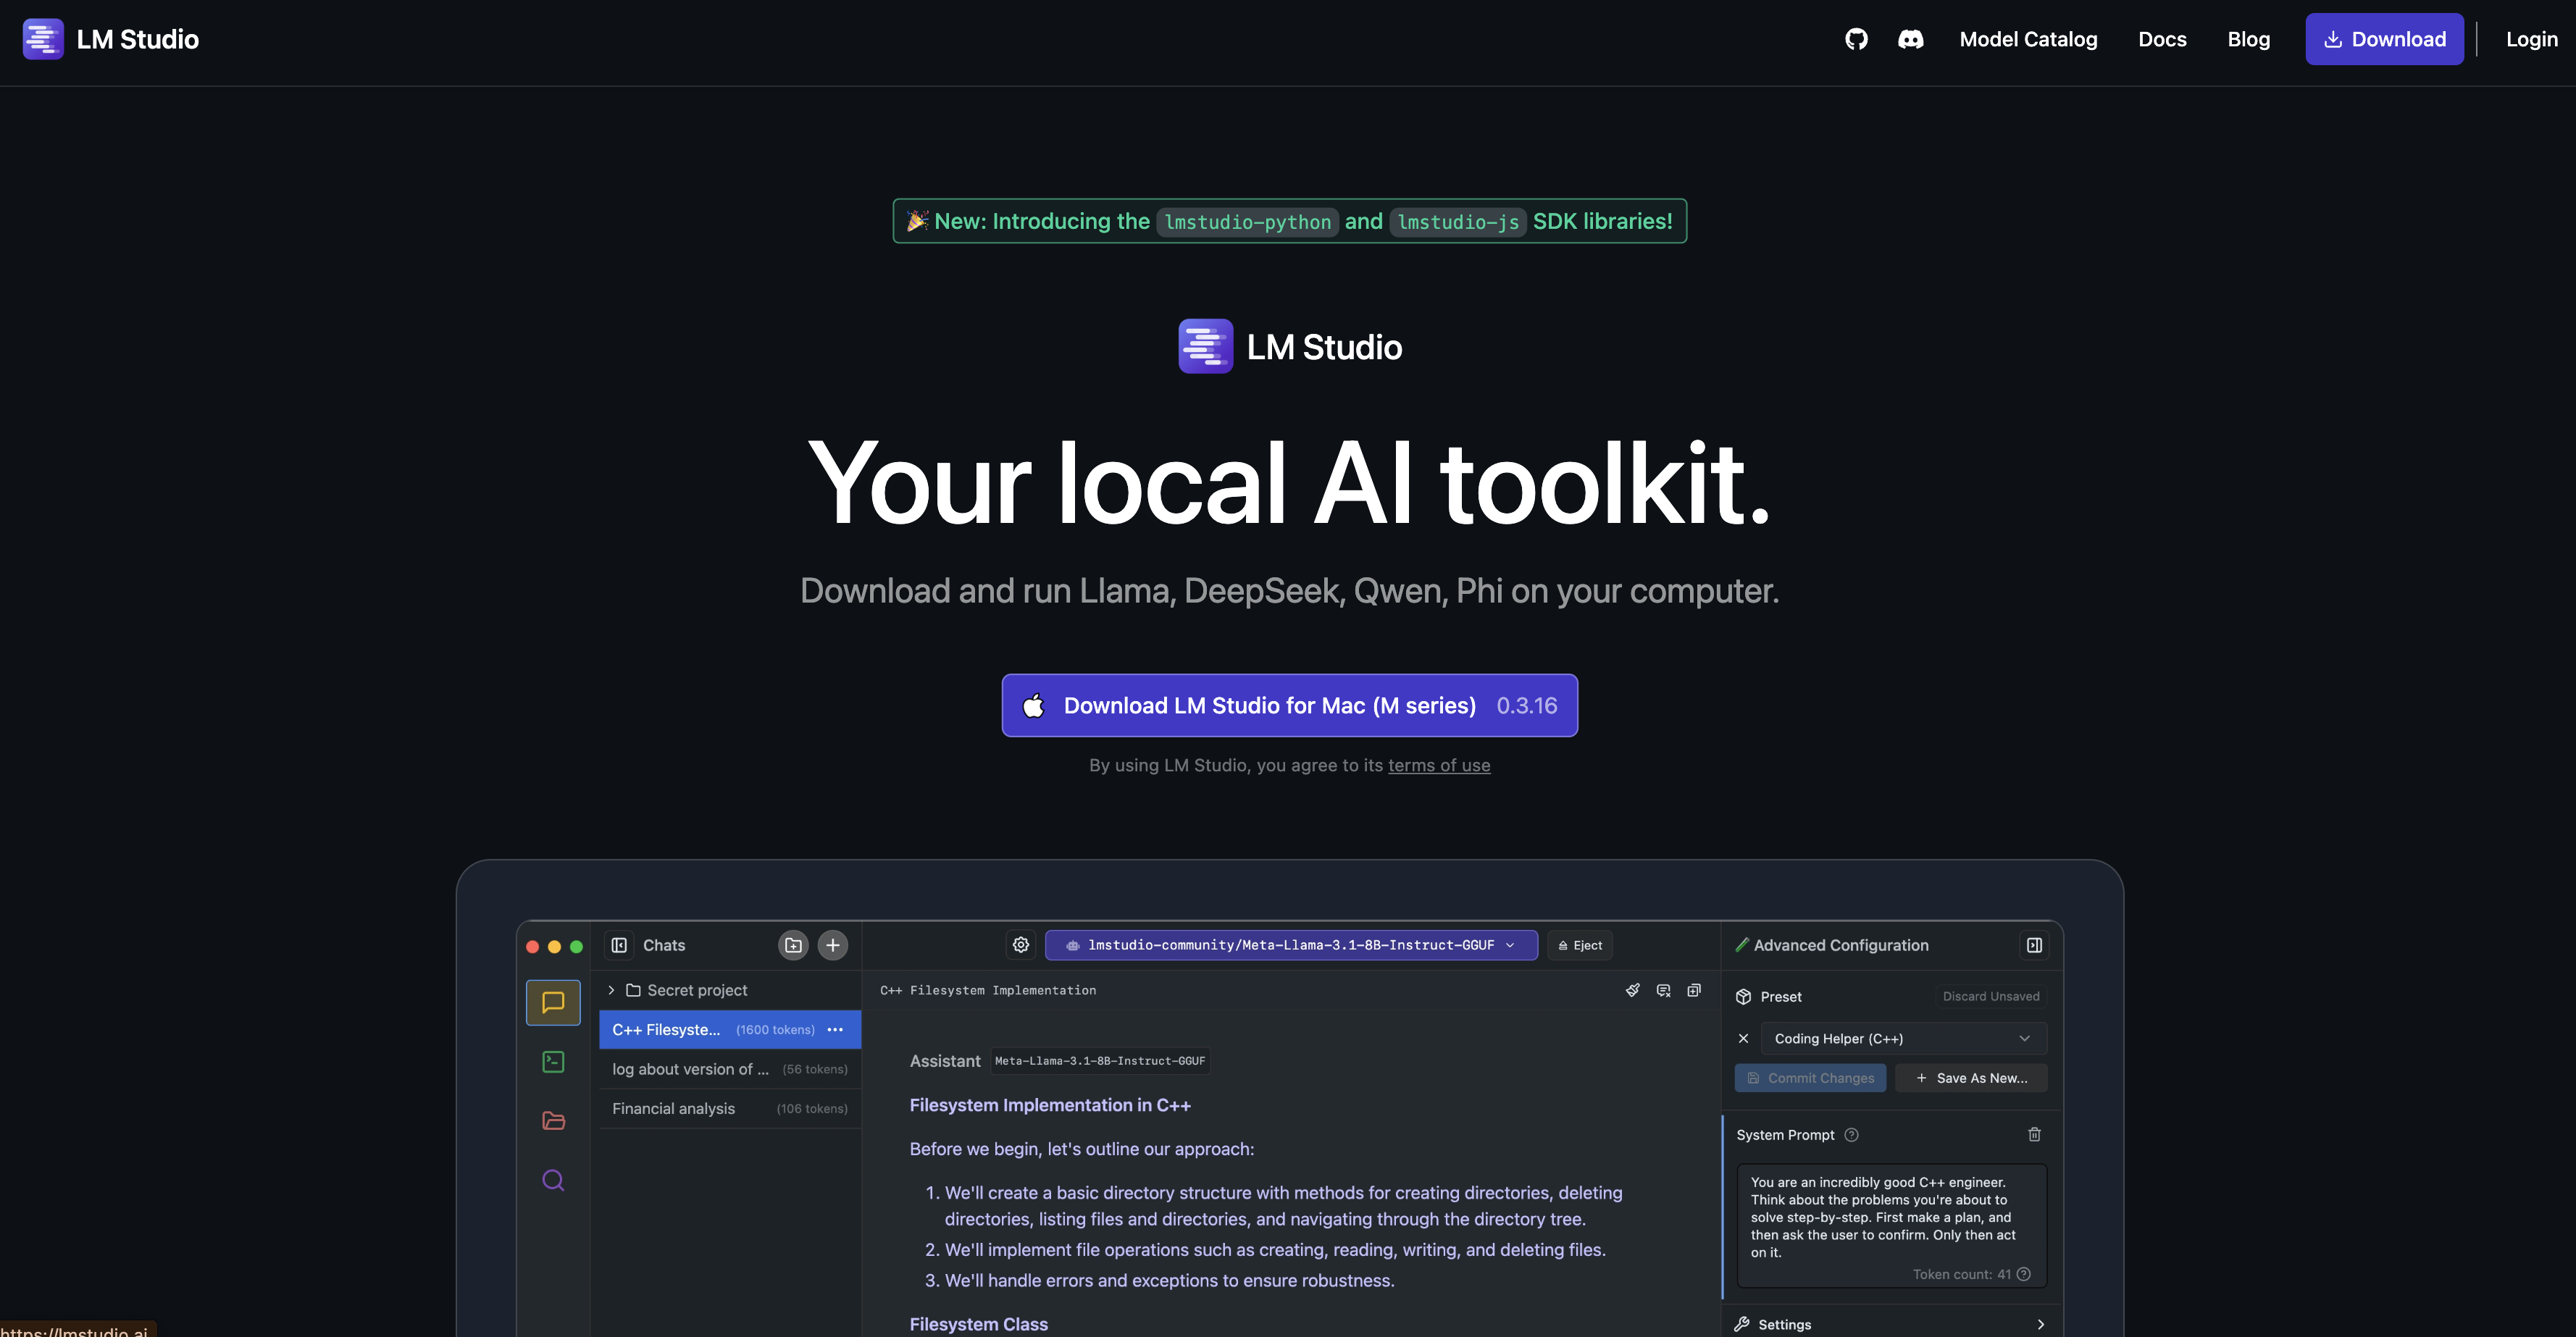 LM Studio
Model Catalog
Docs
Blog
Download
Login
🎉 New: Introducing the lmstudio-python and lmstudio-js SDK libraries!
LM Studio
Your local AI toolkit.
Download and run Llama, DeepSeek, Qwen, Phi on your computer.
Download LM Studio for Mac (M series) 0.3.16
By using LM Studio, you agree to its terms of use
Chats
Secret project
C++ Filesyste... (1600 tokens)
log about version of ... (56 tokens)
Financial analysis (106 tokens)
lmstudio-community/Meta-Llama-3.1-8B-Instruct-GGUF
Eject
C++ Filesystem Implementation
Assistant Meta-Llama-3.1-8B-Instruct-GGUF
Filesystem Implementation in C++
Before we begin, let's outline our approach:
1. We'll create a basic directory structure with methods for creating directories, deleting
directories, listing files and directories, and navigating through the directory tree.
2. We'll implement file operations such as creating, reading, writing, and deleting files.
3. We'll handle errors and exceptions to ensure robustness.
Filesystem Class
Advanced Configuration
Preset
Discard Unsaved
Coding Helper (C++)
Commit Changes
+ Save As New...
System Prompt
You are an incredibly good C++ engineer.
Think about the problems you're about to
solve step-by-step. First make a plan, and
then ask the user to confirm. Only then act
on it.
Token count: 41
Settings
https://lmstudio.ai